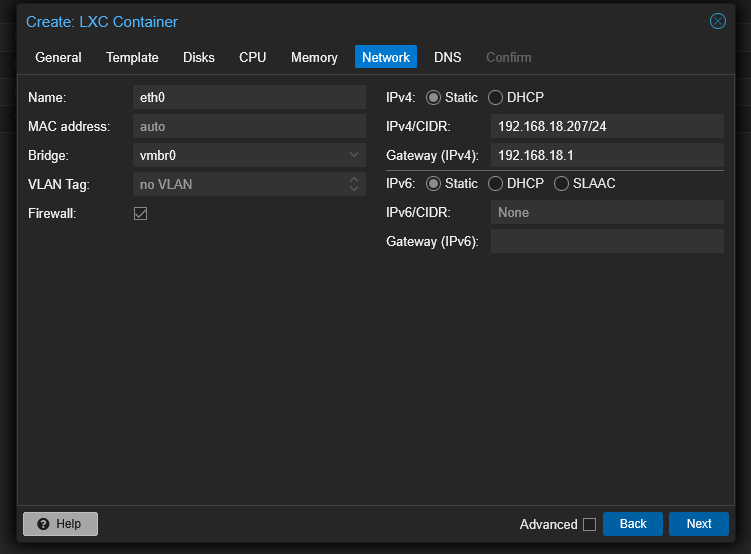 Create: LXC Container
General Template Disks CPU Memory Network DNS Confirm
Name: eth0
MAC address: auto
Bridge: vmbr0
VLAN Tag: no VLAN
Firewall:
IPv4: Static DHCP
IPv4/CIDR: 192.168.18.207/24
Gateway (IPv4): 192.168.18.1
IPv6: Static DHCP SLAAC
IPv6/CIDR: None
Gateway (IPv6):
? Help Advanced Back Next